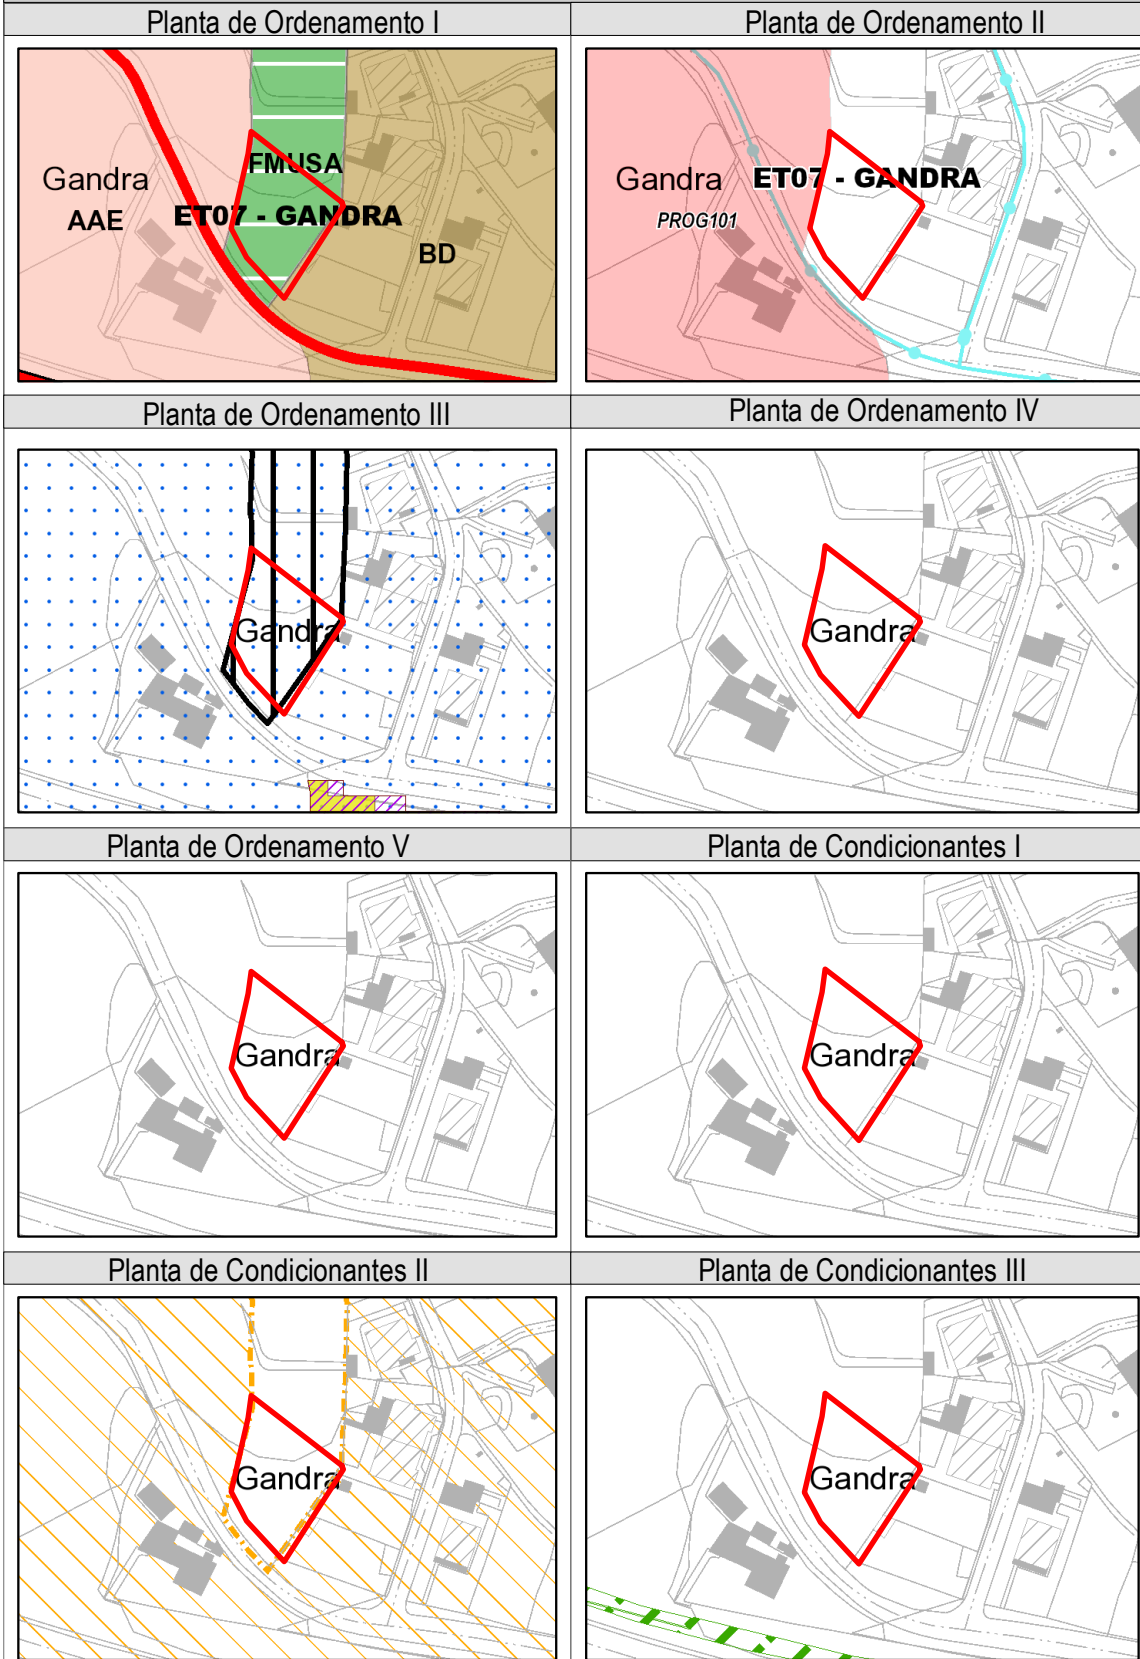 Planta de Ordenamento I
Planta de Ordenamento II
FMUSA
Gandra
ET07 - GANDRA
AAE
BD
Gandra
ET07 - GANDRA
PROG101
Planta de Ordenamento III
Planta de Ordenamento IV
Gandra
Gandra
Planta de Ordenamento V
Planta de Condicionantes I
Gandra
Gandra
Planta de Condicionantes II
Planta de Condicionantes III
Gandra
Gandra